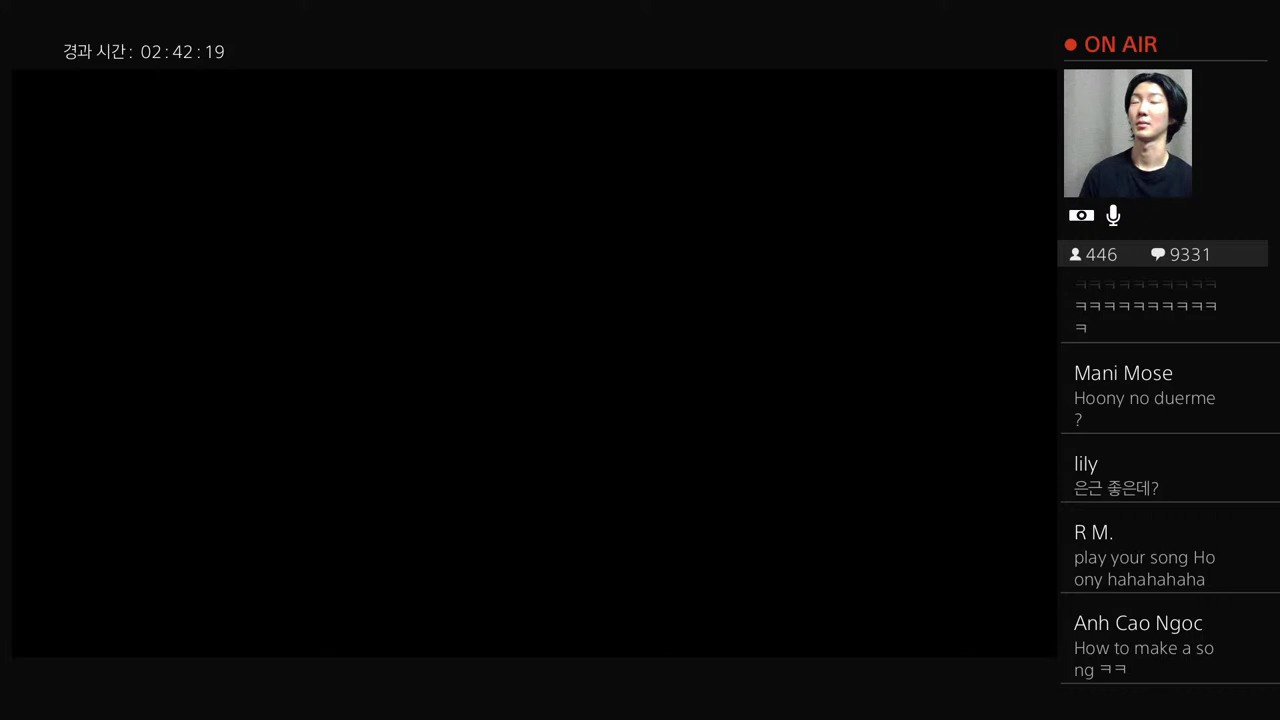 경과 시간 : 02 : 42 : 19
ON AIR
446 9331
ㅋㅋㅋㅋㅋㅋㅋㅋㅋㅋ
ㅋㅋㅋㅋㅋㅋㅋㅋㅋㅋ
ㅋ
Mani Mose
Hoony no duerme
?
lily
은근 좋은데?
R M.
play your song Ho
ony hahahahaha
Anh Cao Ngoc
How to make a so
ng ㅋㅋ